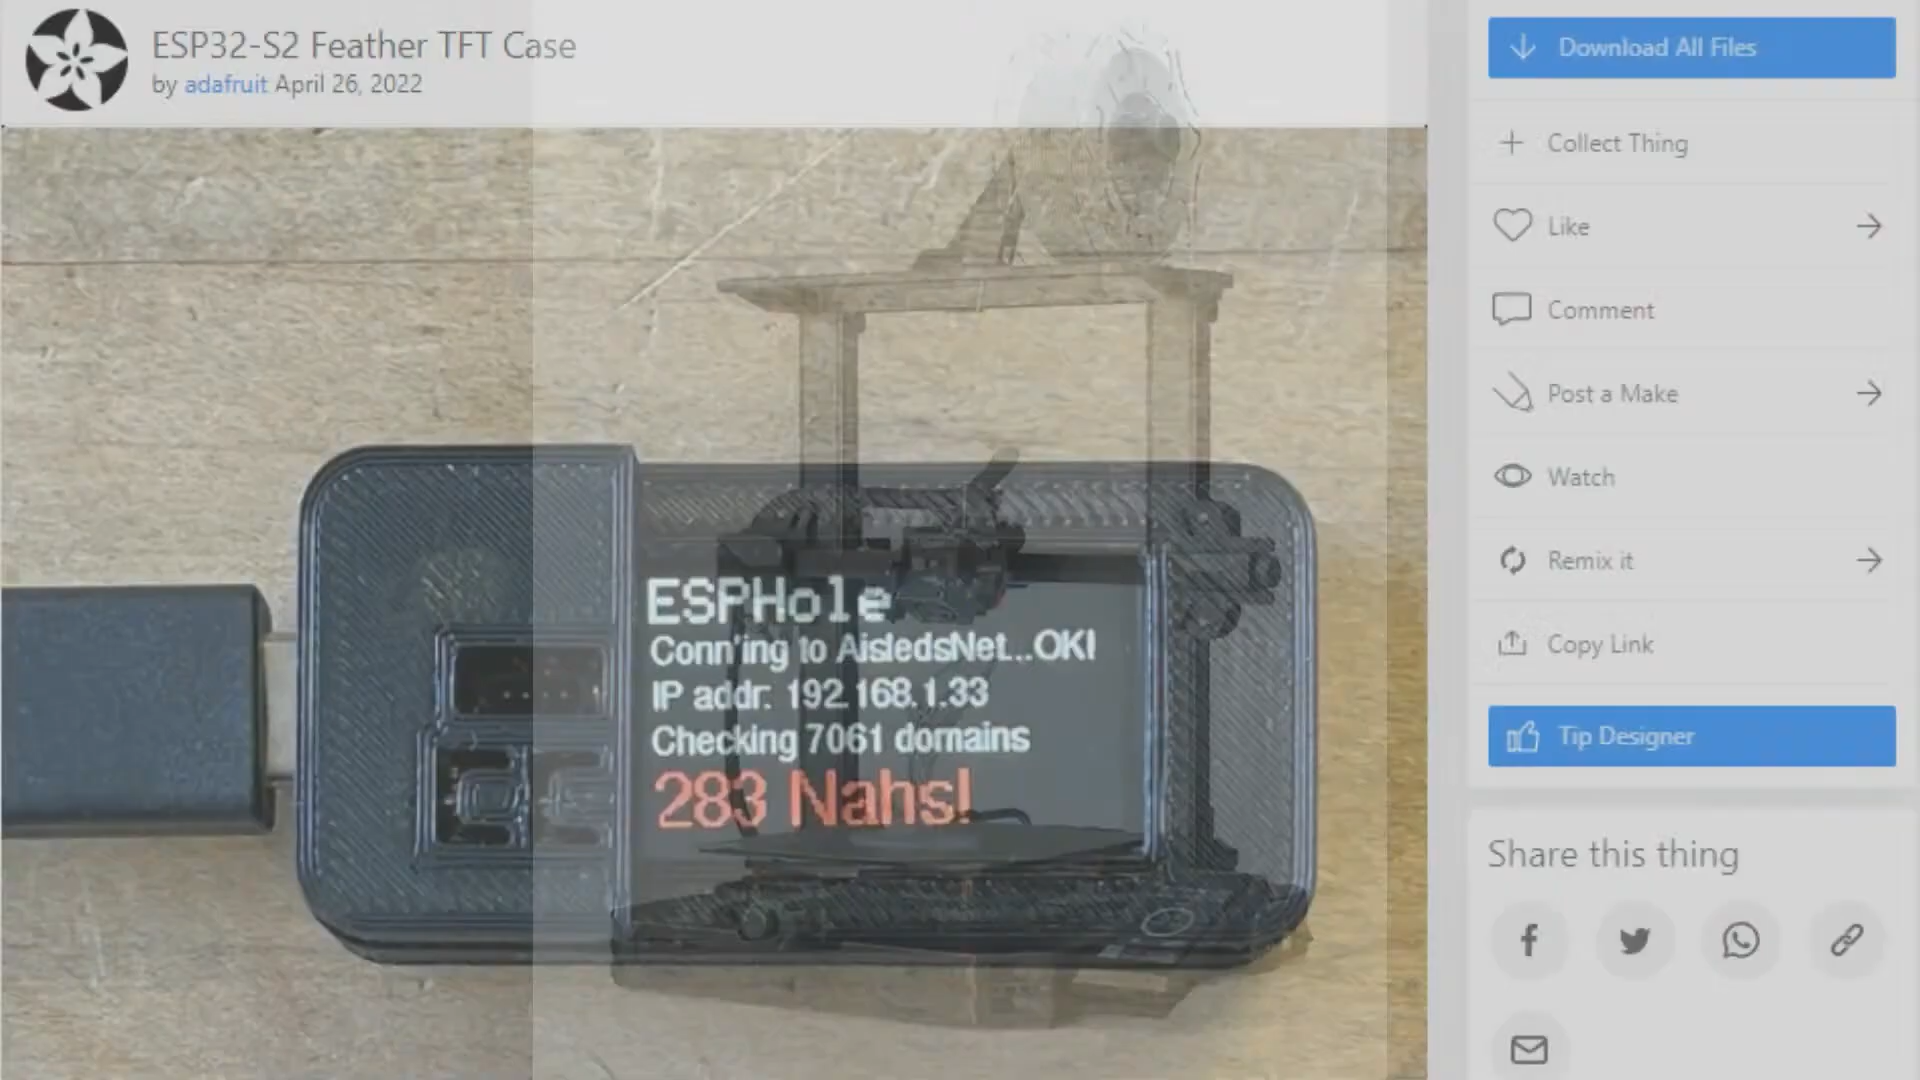 ESP32-S2 Feather TFT Case
by adafruit April 26, 2022
ESPHole
Conn'ing to AisledsNet...OK!
IP addr: 192.168.1.33
Checking 7061 domains
283 Nahs!
Download All Files
Collect Thing
Like
Comment
Post a Make
Watch
Remix it
Copy Link
Tip Designer
Share this thing